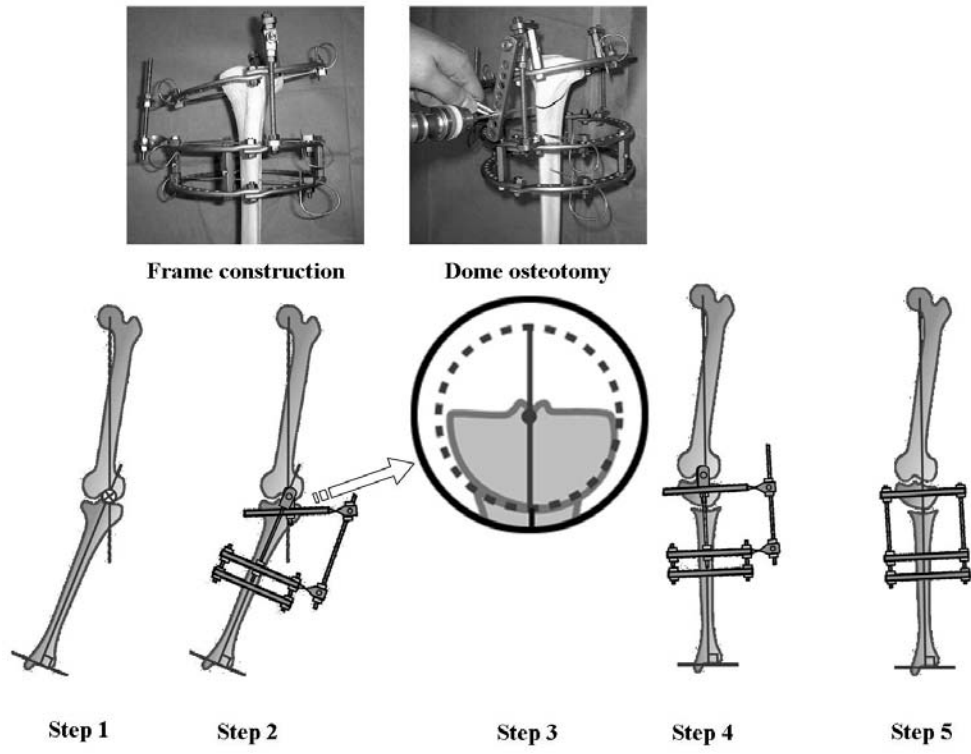 Frame construction
Dome osteotomy
Step 1
Step 2
Step 3
Step 4
Step 5